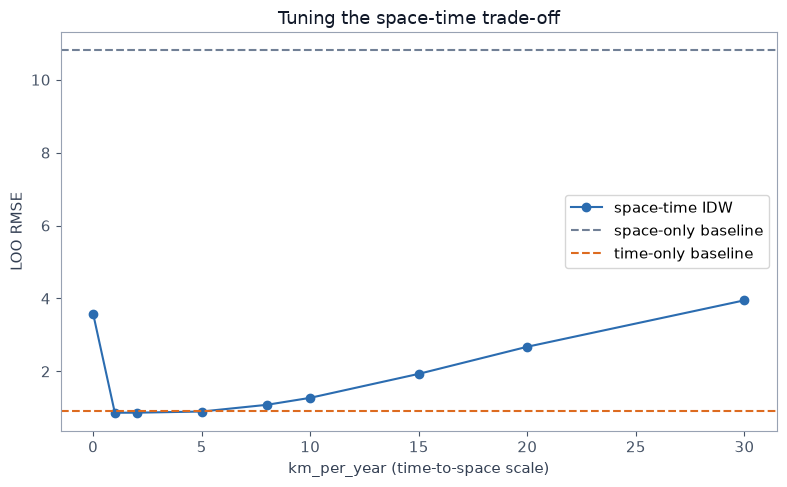 Tuning the space-time trade-off
LOO RMSE
10
8
6
4
2
space-time IDW
space-only baseline
time-only baseline
0 5 10 15 20 25 30
km_per_year (time-to-space scale)